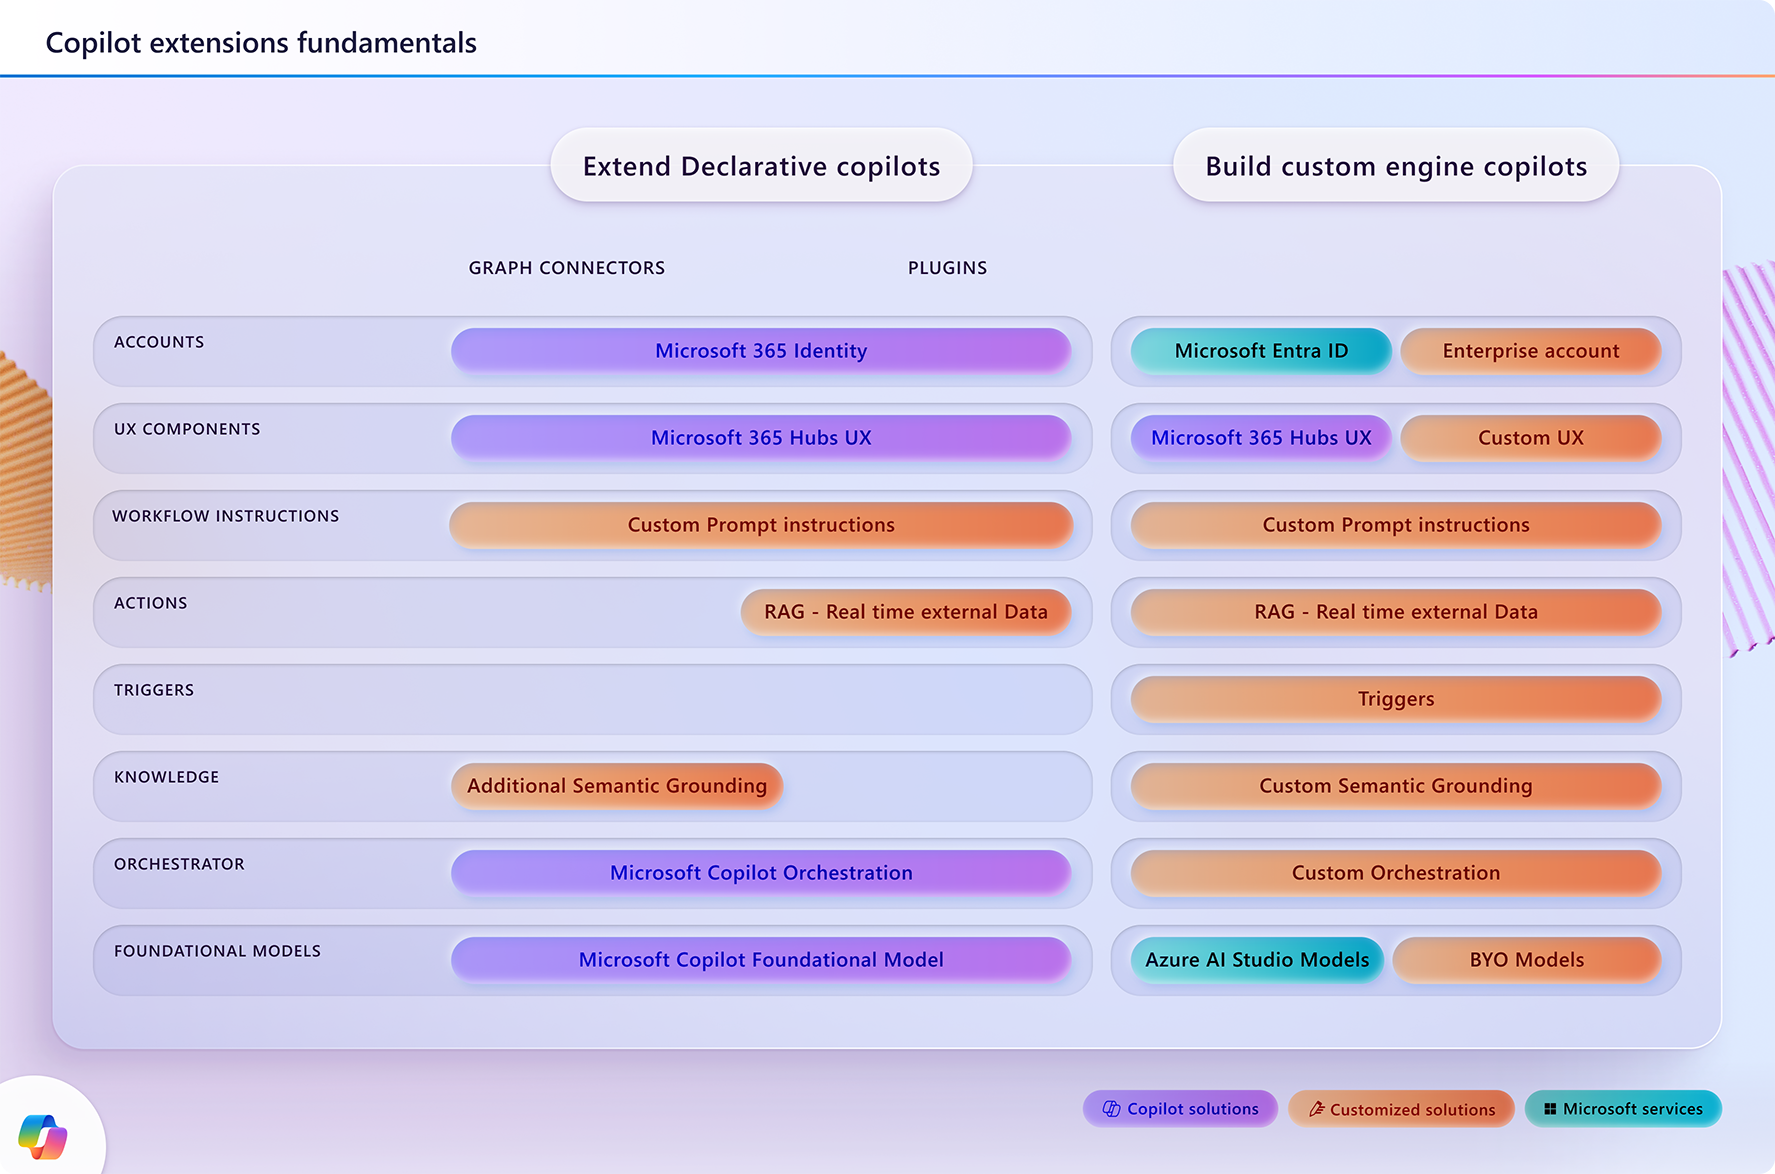 Copilot extensions fundamentals
Extend Declarative copilots
Build custom engine copilots
GRAPH CONNECTORS
PLUGINS
ACCOUNTS
Microsoft 365 Identity
Microsoft Entra ID
Enterprise account
UX COMPONENTS
Microsoft 365 Hubs UX
Microsoft 365 Hubs UX
Custom UX
WORKFLOW INSTRUCTIONS
Custom Prompt instructions
Custom Prompt instructions
ACTIONS
RAG - Real time external Data
RAG - Real time external Data
TRIGGERS
Triggers
KNOWLEDGE
Additional Semantic Grounding
Custom Semantic Grounding
ORCHESTRATOR
Microsoft Copilot Orchestration
Custom Orchestration
FOUNDATIONAL MODELS
Microsoft Copilot Foundational Model
Azure AI Studio Models
BYO Models
Copilot solutions
Customized solutions
Microsoft services